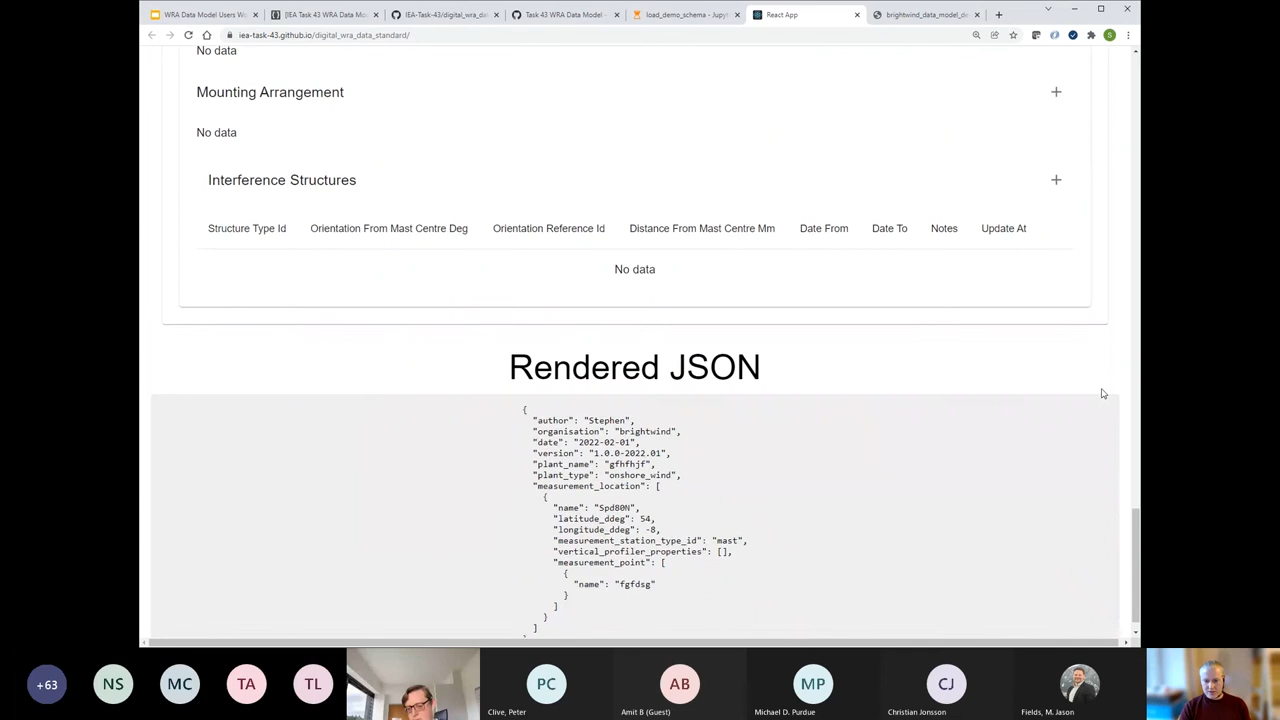 WRA Data Model Users Wo
[IEA Task 43 WRA Data Mo
IEA-Task-43/digital_wra_dat
Task 43 WRA Data Model -
load_demo_schema - Jupyt
React App
brightwind_data_model_de
iea-task-43.github.io/digital_wra_data_standard/
No data
Mounting Arrangement
No data
Interference Structures
Structure Type Id Orientation From Mast Centre Deg Orientation Reference Id Distance From Mast Centre Mm Date From Date To Notes Update At
No data
Rendered JSON
{
"author": "Stephen",
"organisation": "brightwind",
"date": "2022-02-01",
"version": "1.0.0-2022.01",
"plant_name": "gfhfhjf",
"plant_type": "onshore_wind",
"measurement_location": [
{
"name": "Spd80N",
"latitude_ddeg": 54,
"longitude_ddeg": -8,
"measurement_station_type_id": "mast",
"vertical_profiler_properties": [],
"measurement_point": [
{
"name": "fgfdsg"
}
]
}
]
+63 NS MC TA TL PC AB MP CJ
Clive, Peter Amit B (Guest) Michael D. Purdue Christian Jonsson Fields, M. Jason